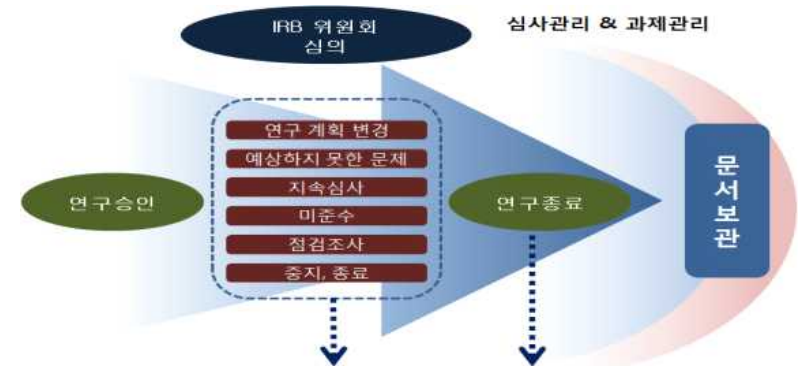 IRB 위원회
심의
심사관리 & 과제관리
연구승인
연구 계획 변경
예상하지 못한 문제
지속심사
미준수
점검조사
중지, 종료
연구종료
문서보관